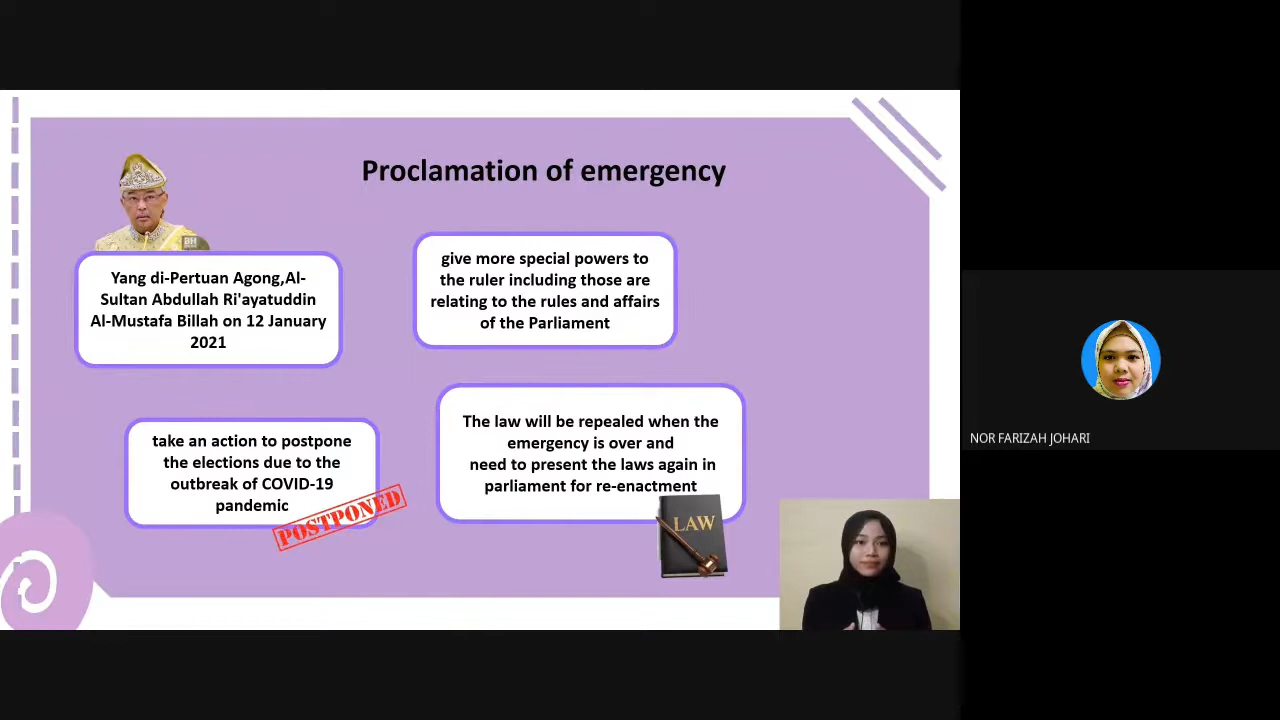 Proclamation of emergency
BH
Yang di-Pertuan Agong,Al-
Sultan Abdullah Ri'ayatuddin
Al-Mustafa Billah on 12 January
2021
give more special powers to
the ruler including those are
relating to the rules and affairs
of the Parliament
take an action to postpone
the elections due to the
outbreak of COVID-19
pandemic
POSTPONED
The law will be repealed when the
emergency is over and
need to present the laws again in
parliament for re-enactment
LAW
NOR FARIZAH JOHARI